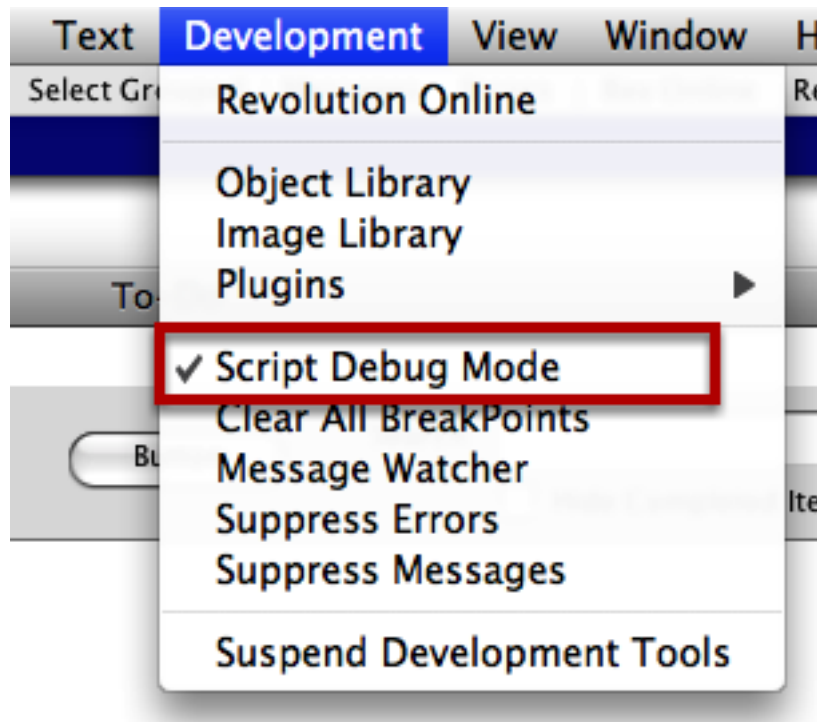 Text Development View Window H
Select Gr Re
Revolution Online
Object Library
Image Library
Plugins
To-
✓ Script Debug Mode
Clear All BreakPoints
Bu
Message Watcher
Ite
Suppress Errors
Suppress Messages
Suspend Development Tools